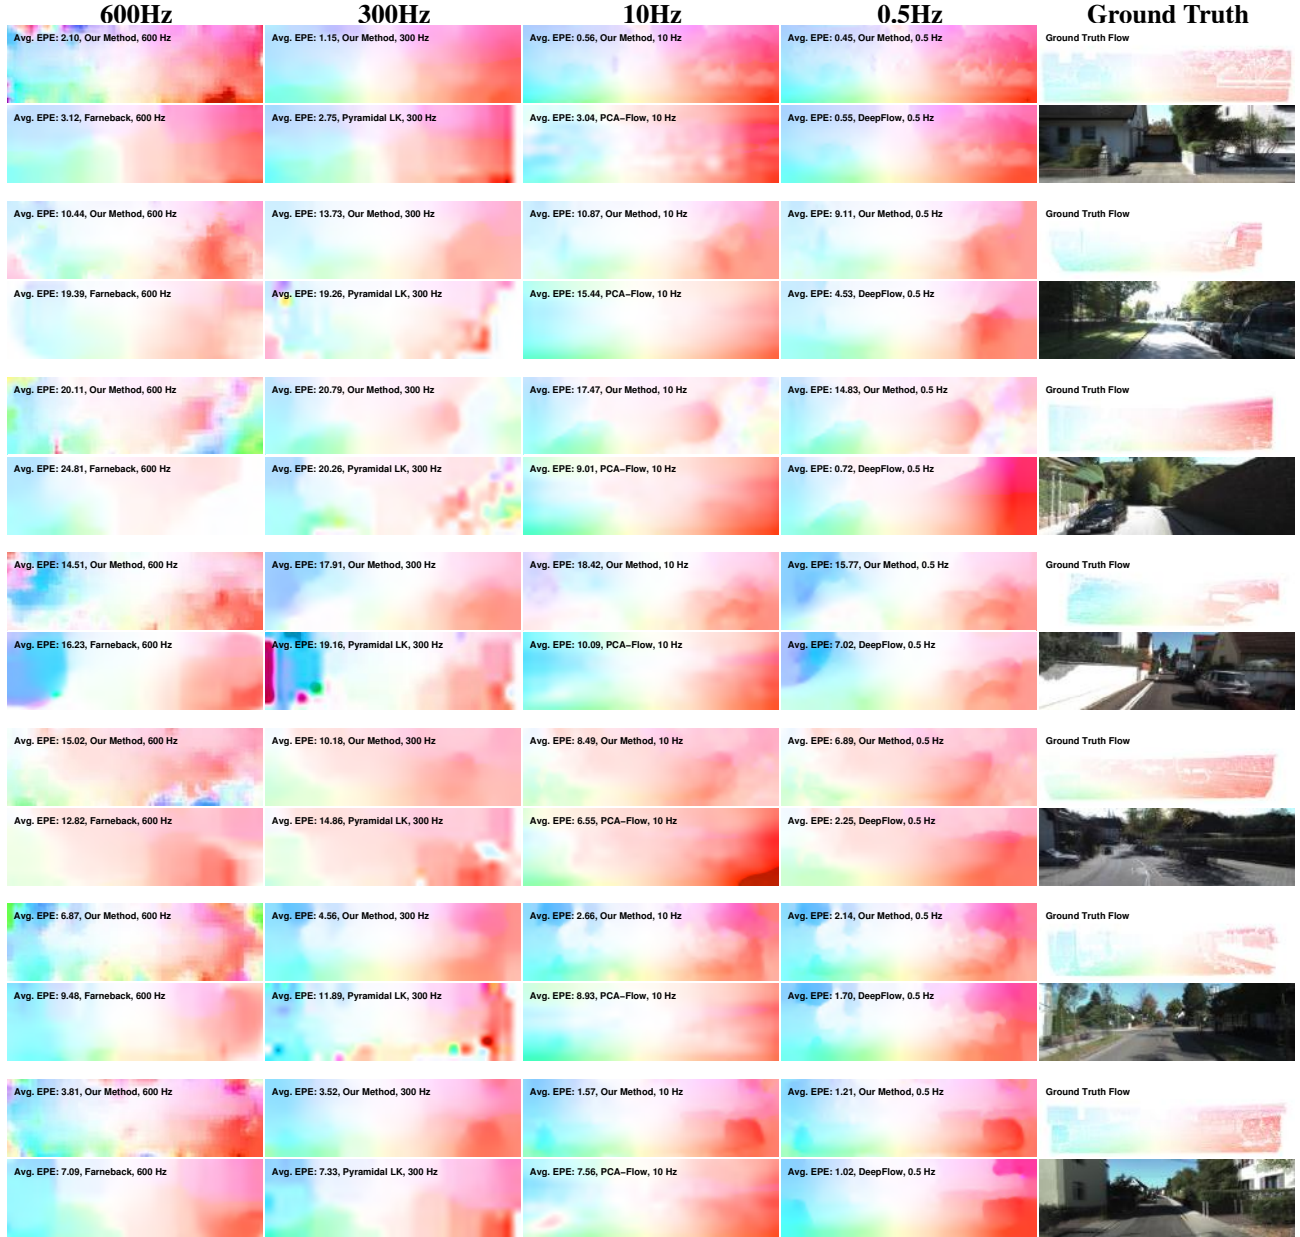 600Hz 300Hz 10Hz 0.5Hz Ground Truth
Avg. EPE: 2.10, Our Method, 600 Hz Avg. EPE: 1.15, Our Method, 300 Hz Avg. EPE: 0.56, Our Method, 10 Hz Avg. EPE: 0.45, Our Method, 0.5 Hz Ground Truth Flow
Avg. EPE: 3.12, Farneback, 600 Hz Avg. EPE: 2.75, Pyramidal LK, 300 Hz Avg. EPE: 3.04, PCA−Flow, 10 Hz Avg. EPE: 0.55, DeepFlow, 0.5 Hz
Avg. EPE: 10.44, Our Method, 600 Hz Avg. EPE: 13.73, Our Method, 300 Hz Avg. EPE: 10.87, Our Method, 10 Hz Avg. EPE: 9.11, Our Method, 0.5 Hz Ground Truth Flow
Avg. EPE: 19.39, Farneback, 600 Hz Avg. EPE: 19.26, Pyramidal LK, 300 Hz Avg. EPE: 15.44, PCA−Flow, 10 Hz Avg. EPE: 4.53, DeepFlow, 0.5 Hz
Avg. EPE: 20.11, Our Method, 600 Hz Avg. EPE: 20.79, Our Method, 300 Hz Avg. EPE: 17.47, Our Method, 10 Hz Avg. EPE: 14.83, Our Method, 0.5 Hz Ground Truth Flow
Avg. EPE: 24.81, Farneback, 600 Hz Avg. EPE: 20.26, Pyramidal LK, 300 Hz Avg. EPE: 9.01, PCA−Flow, 10 Hz Avg. EPE: 0.72, DeepFlow, 0.5 Hz
Avg. EPE: 14.51, Our Method, 600 Hz Avg. EPE: 17.91, Our Method, 300 Hz Avg. EPE: 18.42, Our Method, 10 Hz Avg. EPE: 15.77, Our Method, 0.5 Hz Ground Truth Flow
Avg. EPE: 16.23, Farneback, 600 Hz Avg. EPE: 19.16, Pyramidal LK, 300 Hz Avg. EPE: 10.09, PCA−Flow, 10 Hz Avg. EPE: 7.02, DeepFlow, 0.5 Hz
Avg. EPE: 15.02, Our Method, 600 Hz Avg. EPE: 10.18, Our Method, 300 Hz Avg. EPE: 8.49, Our Method, 10 Hz Avg. EPE: 6.89, Our Method, 0.5 Hz Ground Truth Flow
Avg. EPE: 12.82, Farneback, 600 Hz Avg. EPE: 14.86, Pyramidal LK, 300 Hz Avg. EPE: 6.55, PCA−Flow, 10 Hz Avg. EPE: 2.25, DeepFlow, 0.5 Hz
Avg. EPE: 6.87, Our Method, 600 Hz Avg. EPE: 4.56, Our Method, 300 Hz Avg. EPE: 2.66, Our Method, 10 Hz Avg. EPE: 2.14, Our Method, 0.5 Hz Ground Truth Flow
Avg. EPE: 9.48, Farneback, 600 Hz Avg. EPE: 11.89, Pyramidal LK, 300 Hz Avg. EPE: 8.93, PCA−Flow, 10 Hz Avg. EPE: 1.70, DeepFlow, 0.5 Hz
Avg. EPE: 3.81, Our Method, 600 Hz Avg. EPE: 3.52, Our Method, 300 Hz Avg. EPE: 1.57, Our Method, 10 Hz Avg. EPE: 1.21, Our Method, 0.5 Hz Ground Truth Flow
Avg. EPE: 7.09, Farneback, 600 Hz Avg. EPE: 7.33, Pyramidal LK, 300 Hz Avg. EPE: 7.56, PCA−Flow, 10 Hz Avg. EPE: 1.02, DeepFlow, 0.5 Hz